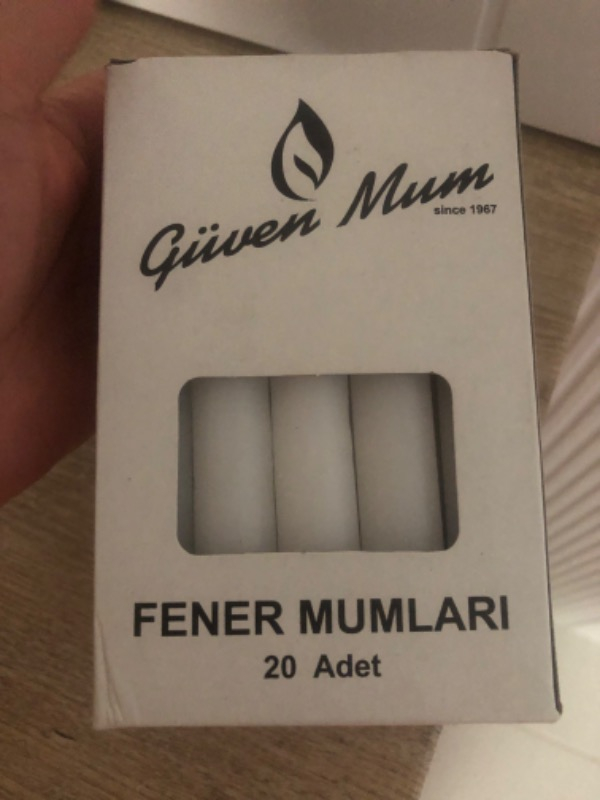 Güven Mum
since 1967
FENER MUMLARI
20 Adet